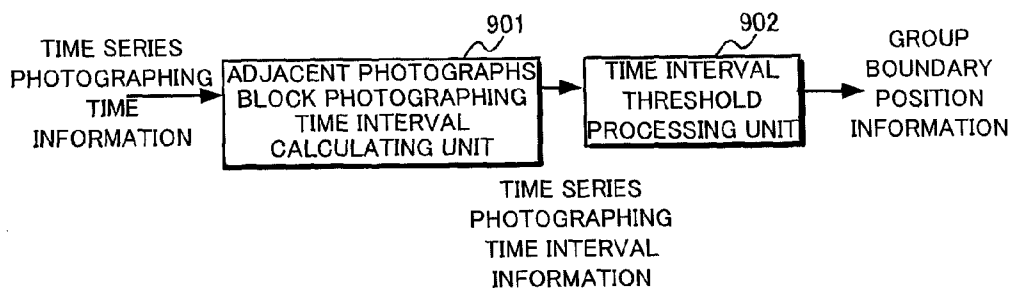 901
902
TIME SERIES
PHOTOGRAPHING
TIME
INFORMATION
ADJACENT PHOTOGRAPHS
BLOCK PHOTOGRAPHING
TIME INTERVAL
CALCULATING UNIT
TIME INTERVAL
THRESHOLD
PROCESSING UNIT
GROUP
BOUNDARY
POSITION
INFORMATION
TIME SERIES
PHOTOGRAPHING
TIME INTERVAL
INFORMATION